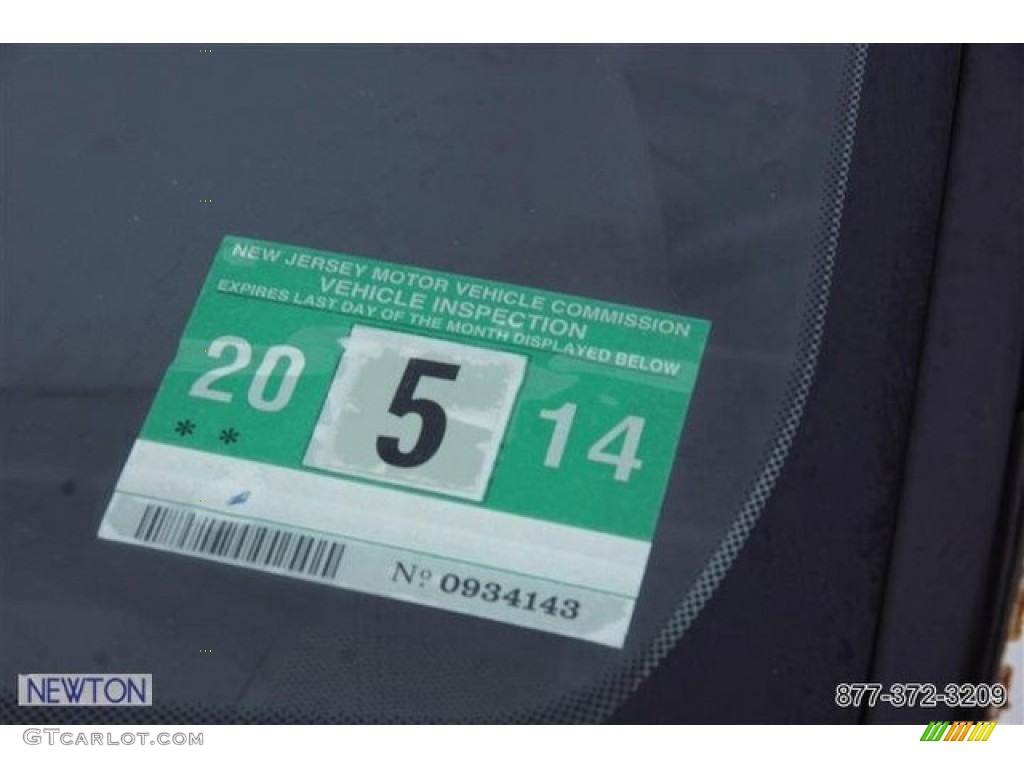 NEW JERSEY MOTOR VEHICLE COMMISSION
VEHICLE INSPECTION
EXPIRES LAST DAY OF THE MONTH DISPLAYED BELOW
20 5 14
* *
Nº 0934143
NEWTON
877-372-3209
GTCARLOT.COM